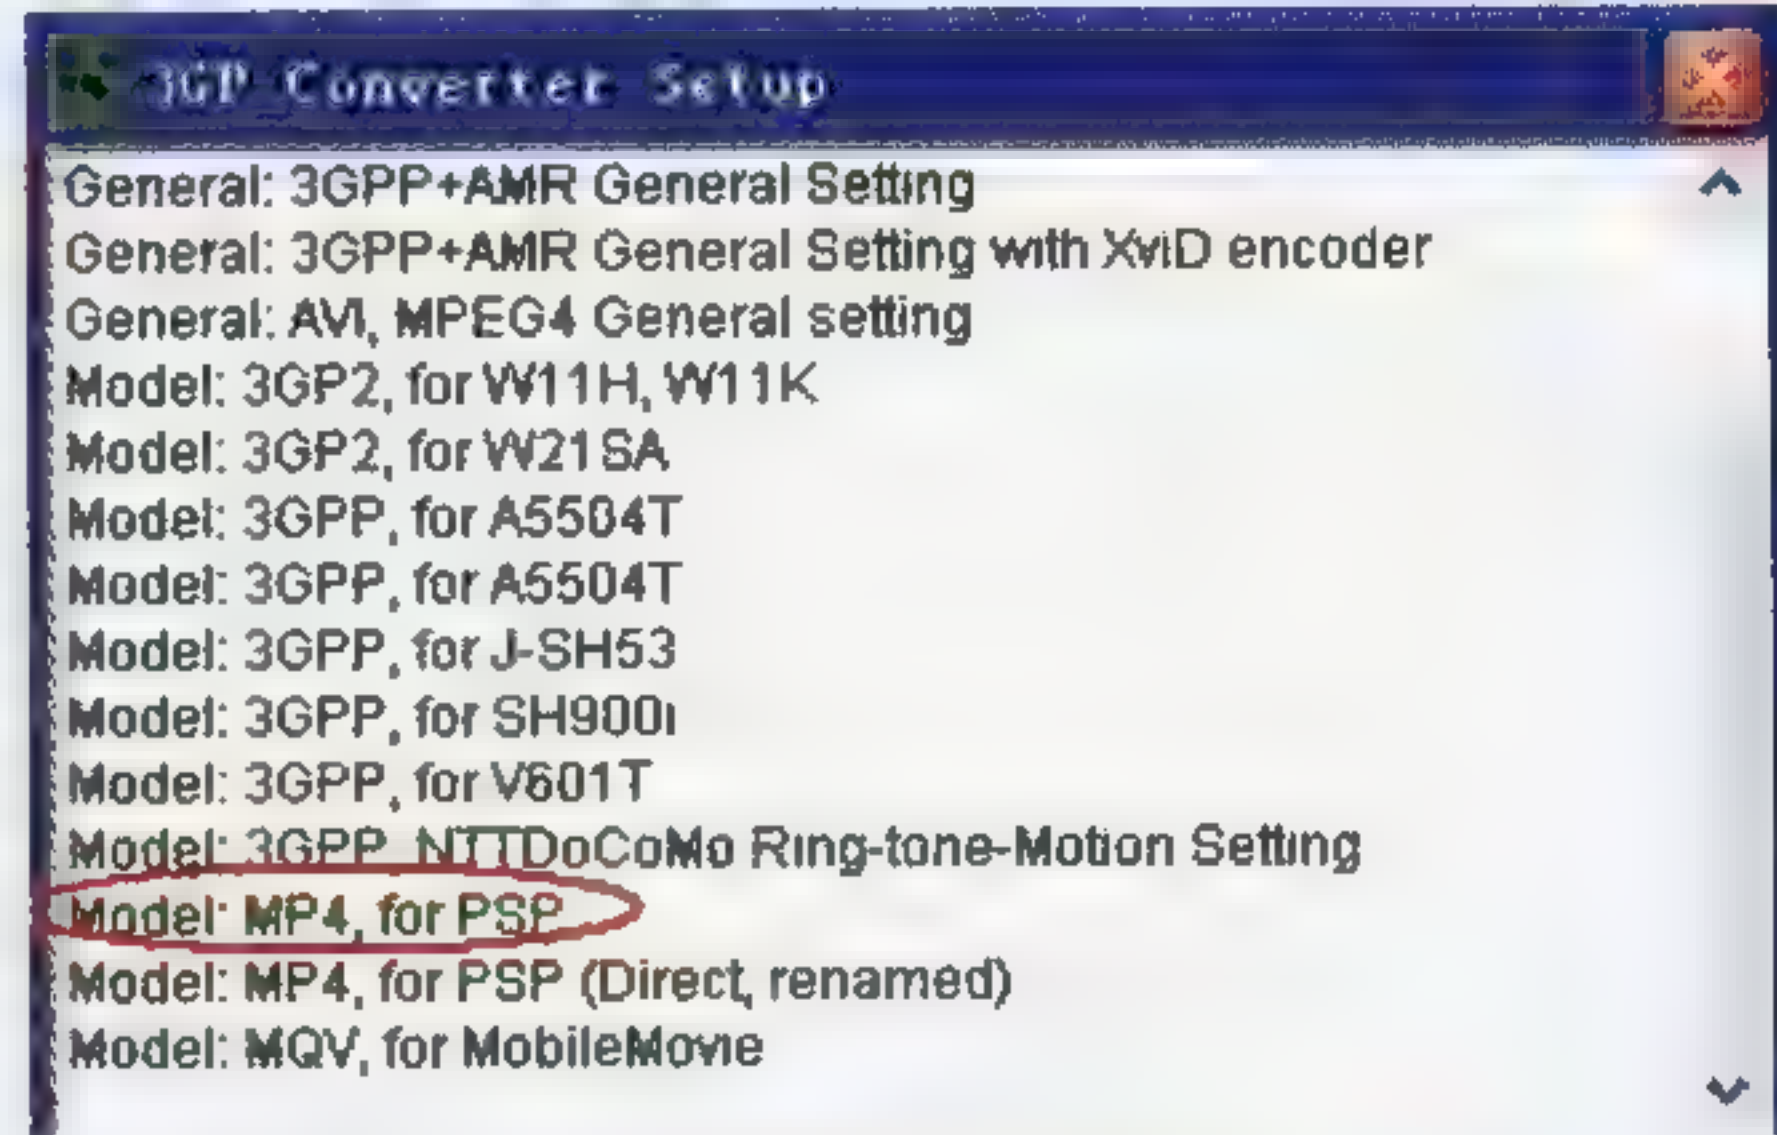 3GP Converter Setup
General: 3GPP+AMR General Setting
General: 3GPP+AMR General Setting with XviD encoder
General: AVI, MPEG4 General setting
Model: 3GP2, for W11H, W11K
Model: 3GP2, for W21SA
Model: 3GPP, for A5504T
Model: 3GPP, for A5504T
Model: 3GPP, for J-SH53
Model: 3GPP, for SH900i
Model: 3GPP, for V601T
Model: 3GPP, NTTDoCoMo Ring-tone-Motion Setting
Model: MP4, for PSP
Model: MP4, for PSP (Direct, renamed)
Model: MQV, for MobileMovie